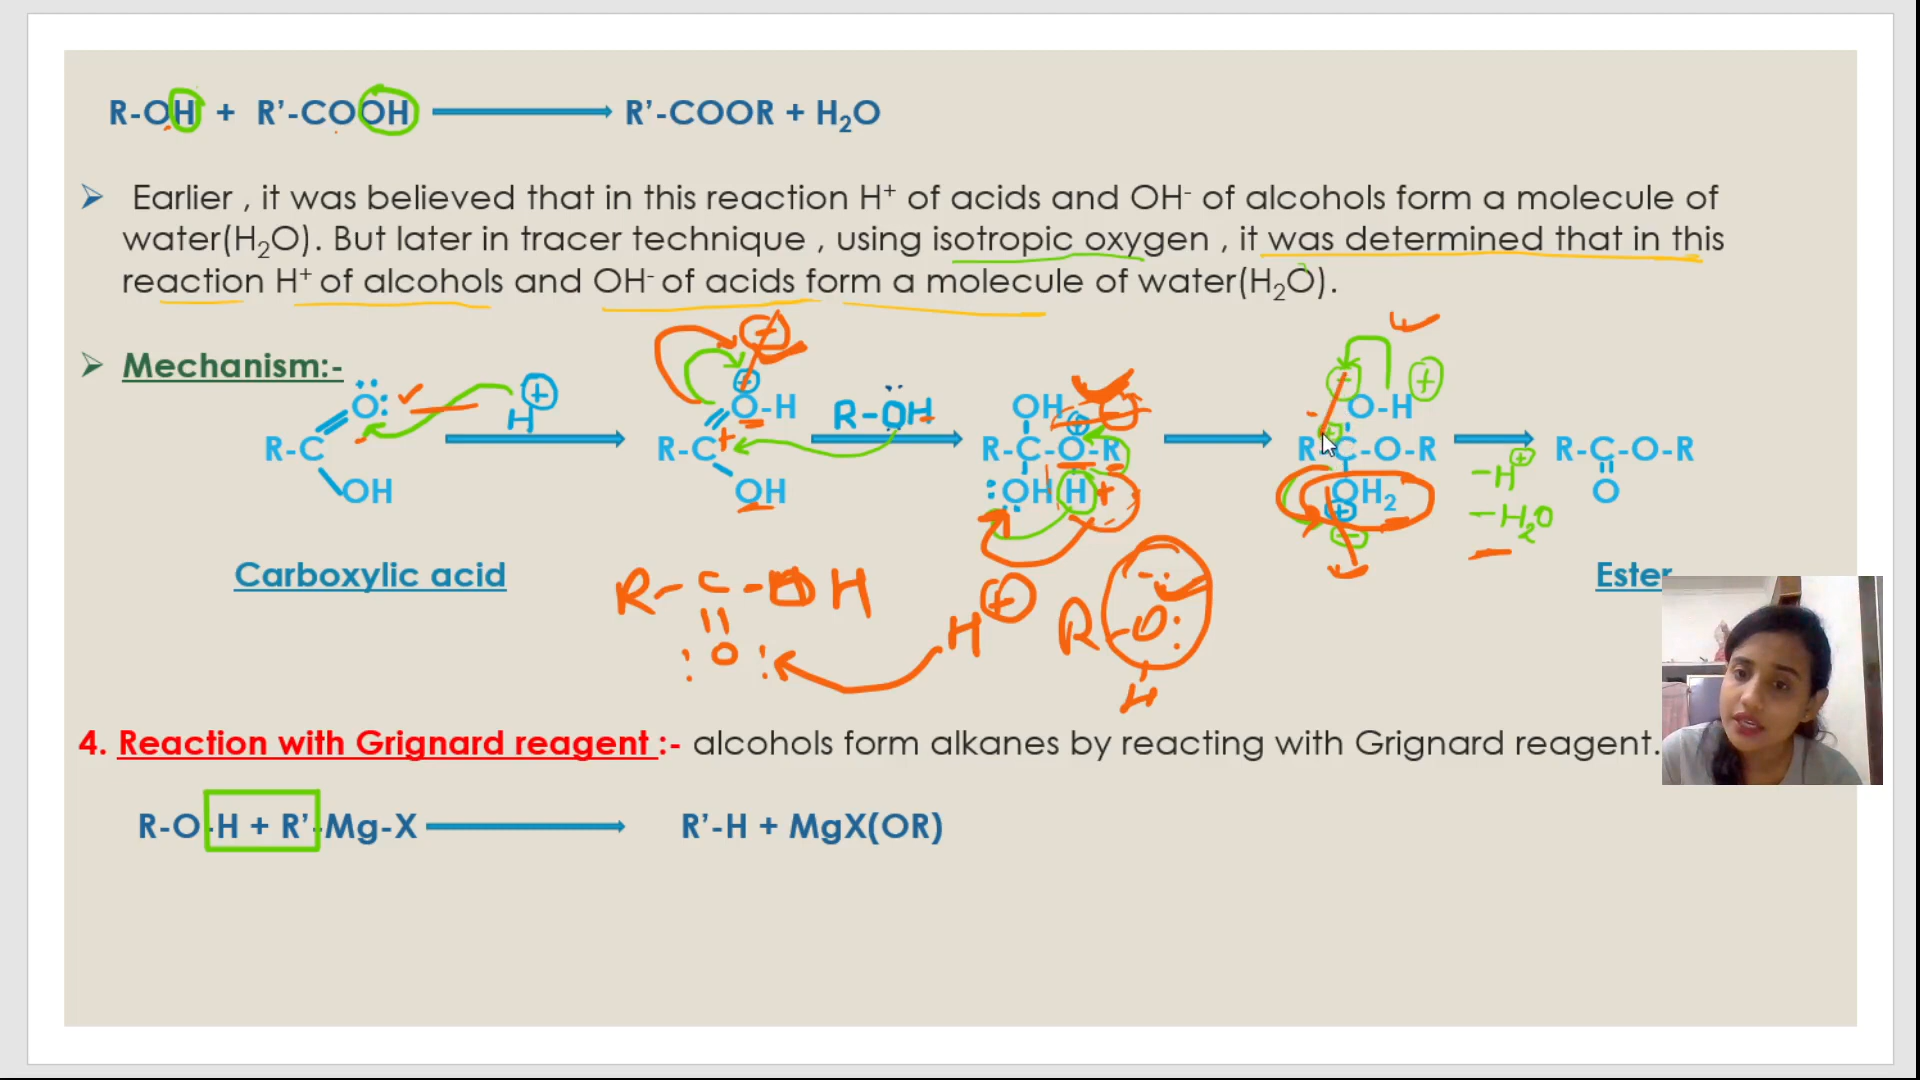 R-OH + R’-COOH R’-COOR + H₂O
Earlier , it was believed that in this reaction H⁺ of acids and OH⁻ of alcohols form a molecule of
water(H₂O). But later in tracer technique , using isotropic oxygen , it was determined that in this
reaction H⁺ of alcohols and OH⁻ of acids form a molecule of water(H₂O).
Mechanism:-
O: H⊕ O-H R-ÖH OH O-H
R-C R-C R-C-O-R R-C-O-R R-C-O-R
OH OH :OH H OH₂ O
-H⊕
-H₂O
Carboxylic acid Ester
R-C-OH H⊕ R-O:
:O: H
4. Reaction with Grignard reagent :- alcohols form alkanes by reacting with Grignard reagent.
R-O-H + R’-Mg-X R’-H + MgX(OR)